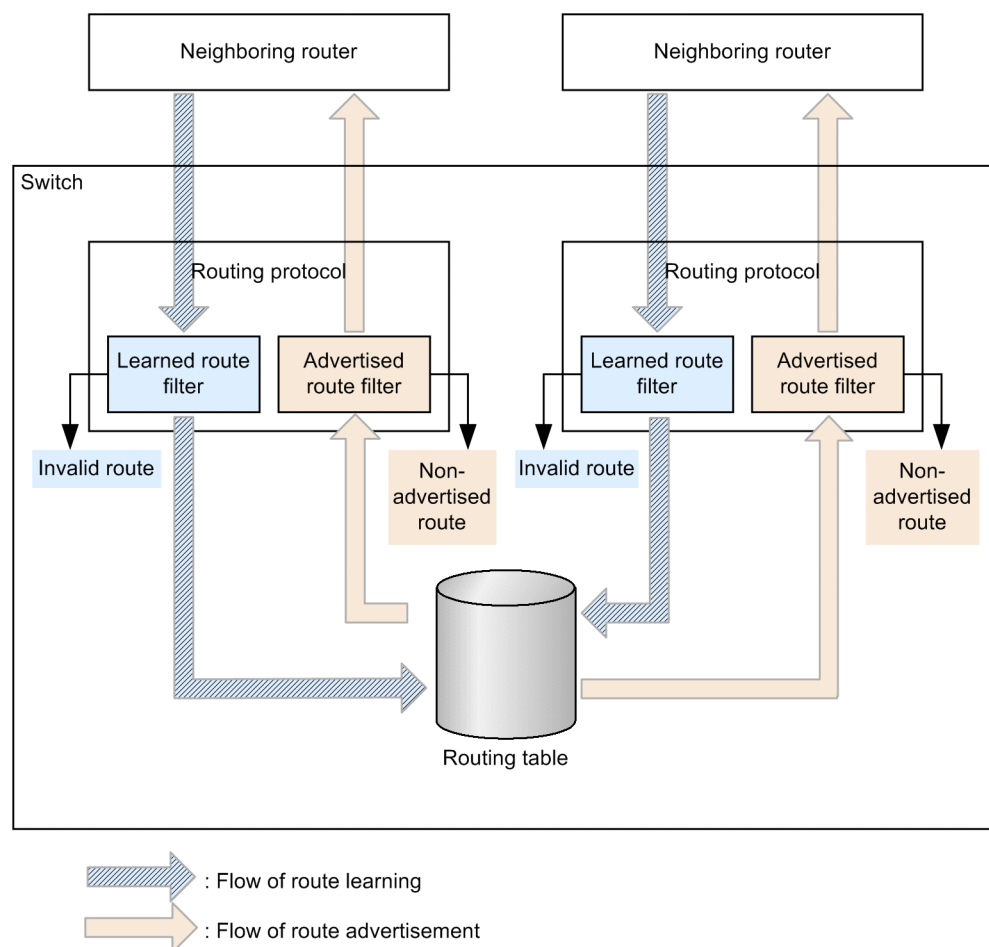 Neighboring router
Neighboring router
Switch
Routing protocol
Routing protocol
Learned route
filter
Advertised
route filter
Learned route
filter
Advertised
route filter
Invalid route
Non-
advertised
route
Invalid route
Non-
advertised
route
Routing table
: Flow of route learning
: Flow of route advertisement